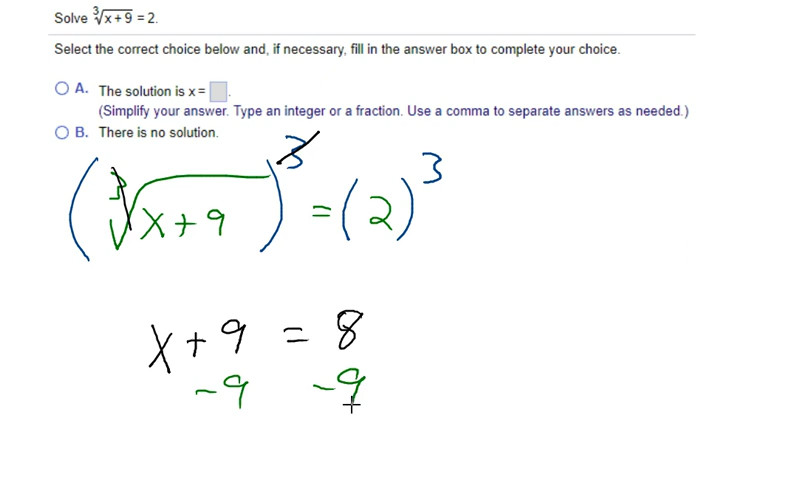 Solve ∛x+9 = 2.
Select the correct choice below and, if necessary, fill in the answer box to complete your choice.
A. The solution is x = .
(Simplify your answer. Type an integer or a fraction. Use a comma to separate answers as needed.)
B. There is no solution.
(∛x+9)³ = (2)³
x+9 = 8
-9 -9